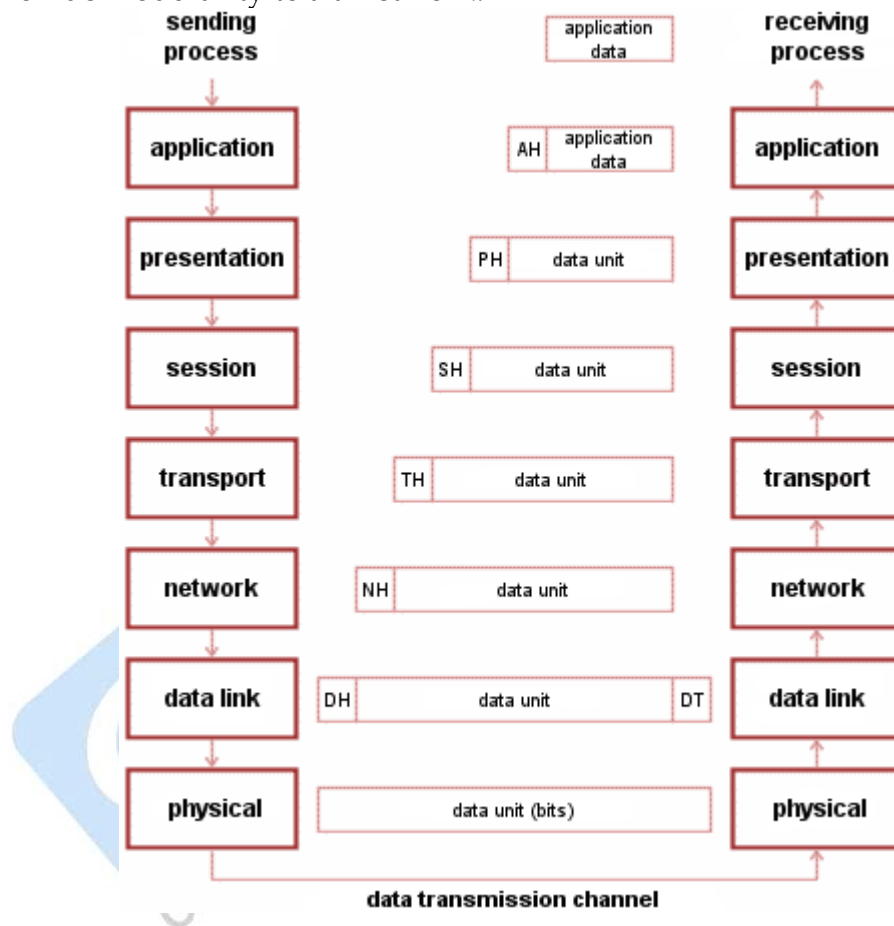 sending
process
application
data
receiving
process
application
AH
application
data
application
presentation
PH
data unit
presentation
session
SH
data unit
session
transport
TH
data unit
transport
network
NH
data unit
network
data link
DH
data unit
DT
data link
physical
data unit (bits)
physical
data transmission channel